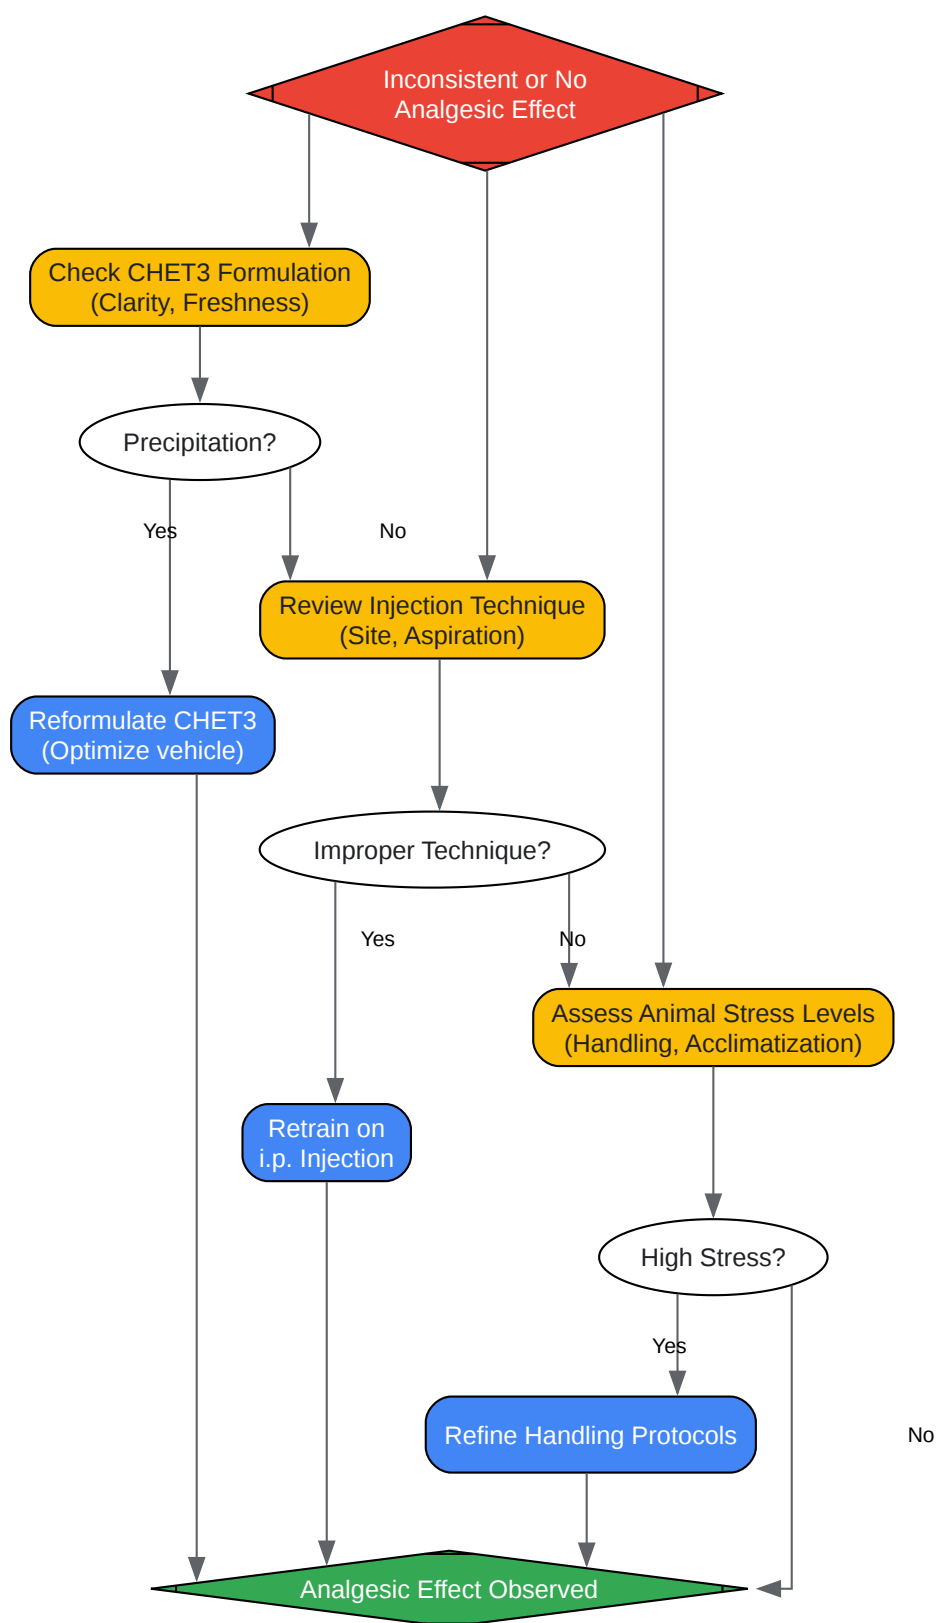 Inconsistent or No
Analgesic Effect
Check CHET3 Formulation
(Clarity, Freshness)
Precipitation?
Yes
No
Review Injection Technique
(Site, Aspiration)
Reformulate CHET3
(Optimize vehicle)
Improper Technique?
Yes
No
Assess Animal Stress Levels
(Handling, Acclimatization)
Retrain on
i.p. Injection
High Stress?
Yes
Refine Handling Protocols
No
Analgesic Effect Observed